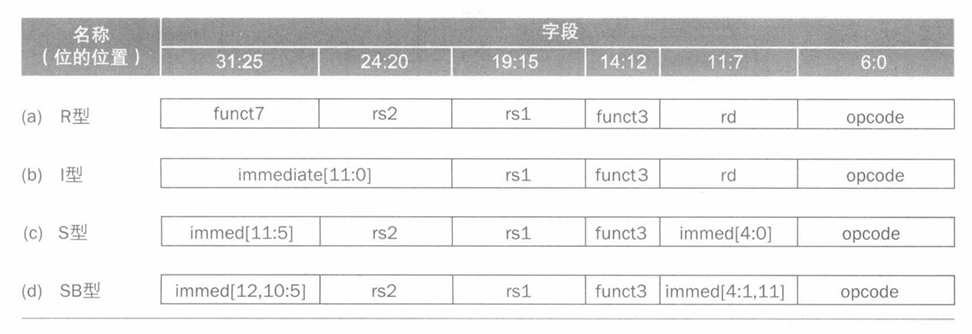 名称
（位的位置）
字段
31:25 24:20 19:15 14:12 11:7 6:0
(a) R型 funct7 rs2 rs1 funct3 rd opcode
(b) I型 immediate[11:0] rs1 funct3 rd opcode
(c) S型 immed[11:5] rs2 rs1 funct3 immed[4:0] opcode
(d) SB型 immed[12,10:5] rs2 rs1 funct3 immed[4:1,11] opcode